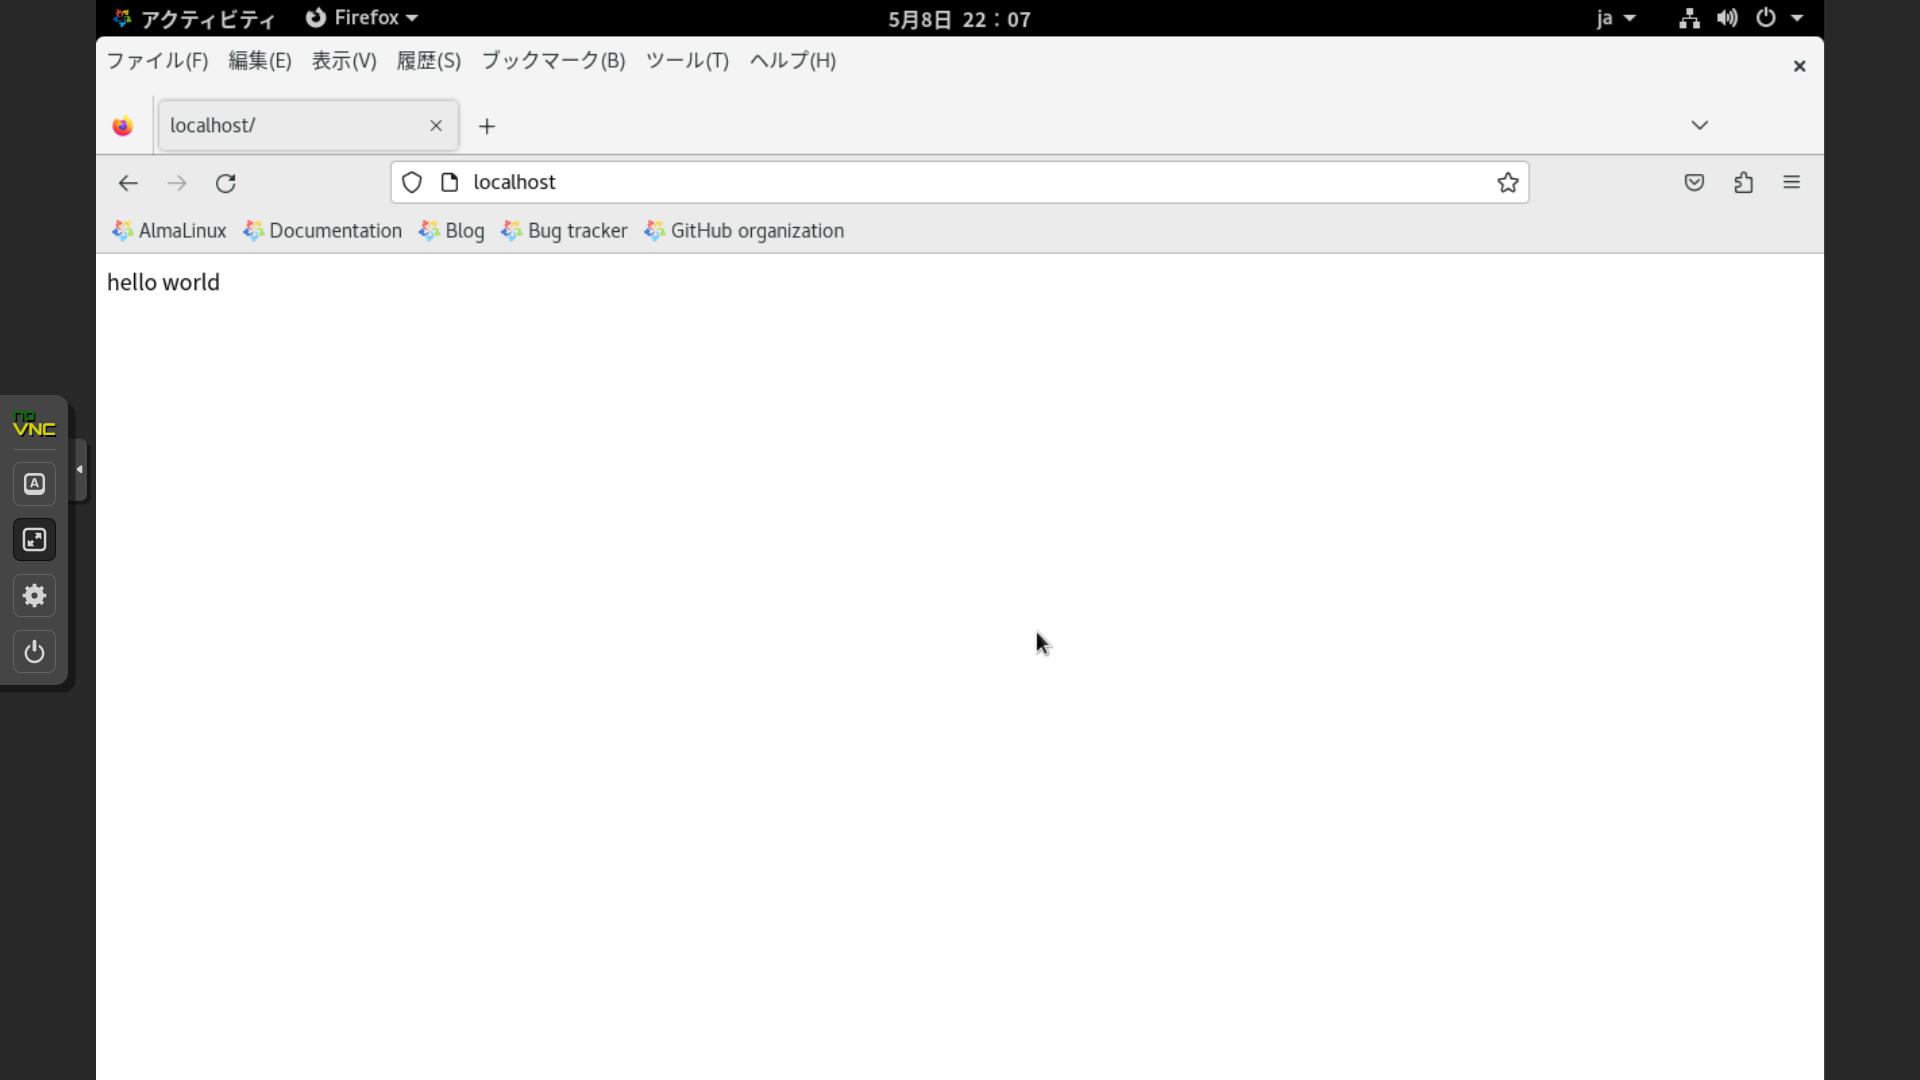 アクティビティ Firefox 5月8日 22：07 ja
ファイル(F) 編集(E) 表示(V) 履歴(S) ブックマーク(B) ツール(T) ヘルプ(H)
localhost/
localhost
AlmaLinux Documentation Blog Bug tracker GitHub organization
hello world
no
VNC
A